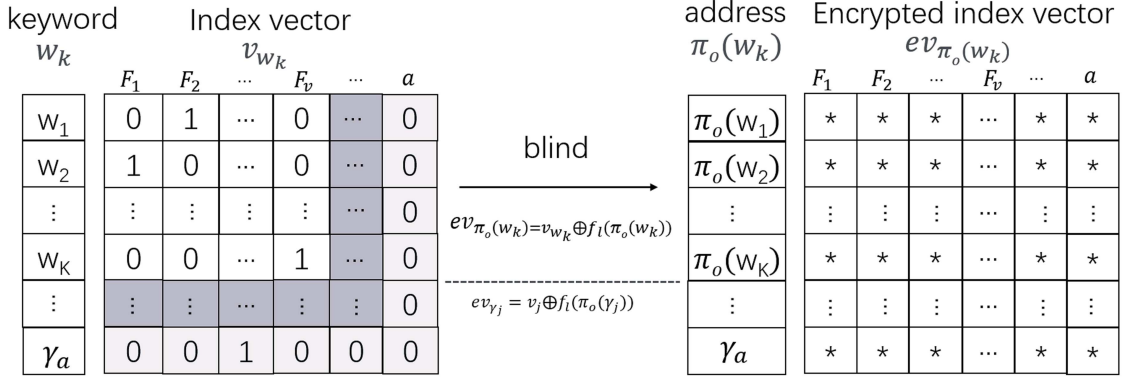 keyword Index vector address Encrypted index vector
w_k v_{w_k} π_o(w_k) ev_{π_o(w_k)}
F_1 F_2 ... F_v ... a F_1 F_2 ... F_v ... a
w_1 0 1 ... 0 ... 0 π_o(w_1) * * * ... * *
blind
w_2 1 0 ... 0 ... 0 π_o(w_2) * * * ... * *
⋮ ⋮ ⋮ ⋮ ⋮ ... 0 ⋮ ⋮ ⋮ ⋮ ⋮ ⋮ ⋮
ev_{π_o(w_k)}=v_{w_k}⊕f_l(π_o(w_k))
w_K 0 0 ... 1 ... 0 π_o(w_K) * * * ... * *
⋮ ⋮ ⋮ ... ⋮ ⋮ 0 ⋮ ⋮ ⋮ ⋮ ⋮ ⋮ ⋮
ev_{γ_j} = v_j⊕f_l(π_o(γ_j))
γ_a 0 0 1 0 0 0 γ_a * * * ... * *